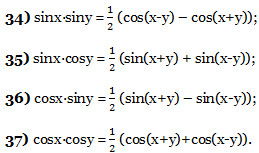 34) sinx·siny = 1/2 (cos(x-y) – cos(x+y));
35) sinx·cosy = 1/2 (sin(x+y) + sin(x-y));
36) cosx·siny = 1/2 (sin(x+y) – sin(x-y));
37) cosx·cosy = 1/2 (cos(x+y)+cos(x-y)).